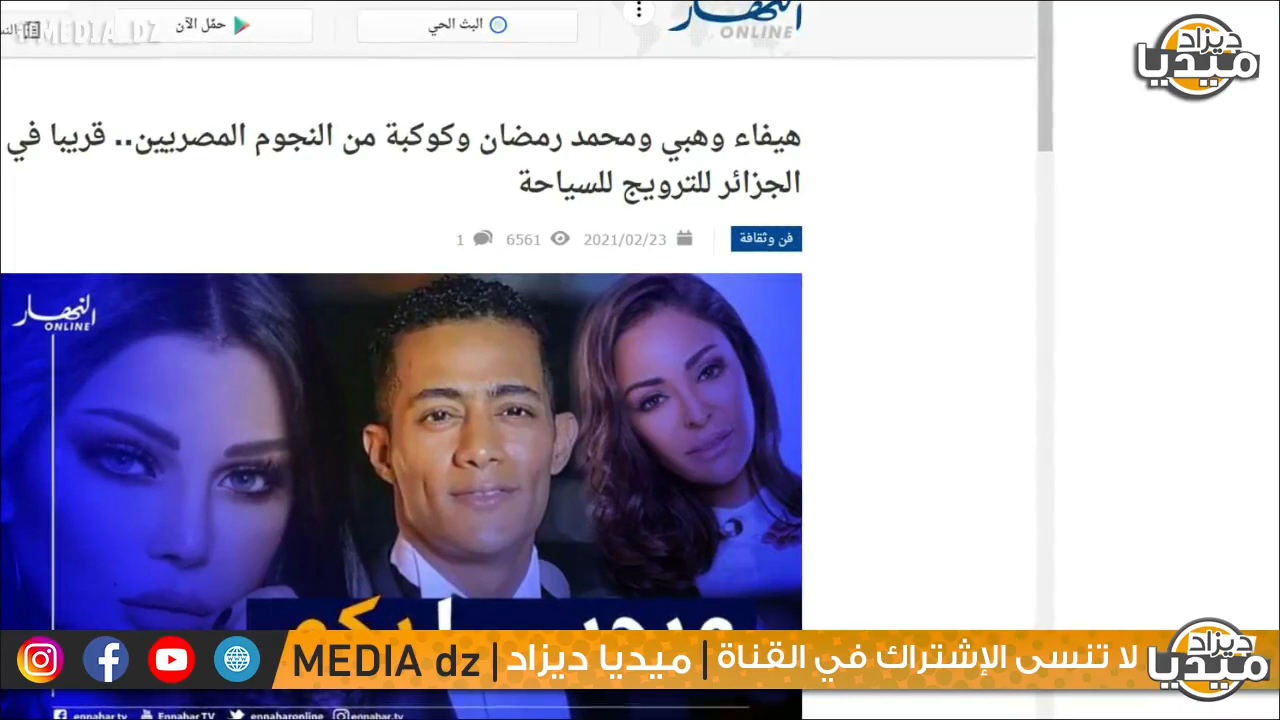 MEDIA_DZ
حمّل الآن
البث الحي
النهار
ONLINE
ديزاد
ميديا
هيفاء وهبي ومحمد رمضان وكوكبة من النجوم المصريين.. قريبا في
الجزائر للترويج للسياحة
فن وثقافة
2021/02/23
6561
1
النهار
ONLINE
لا تنسى الإشتراك في القناة | ميديا ديزاد | MEDIA dz
ديزاد
ميديا
ennahar.tv
Ennahar TV
ennaharonline
ennahar.tv